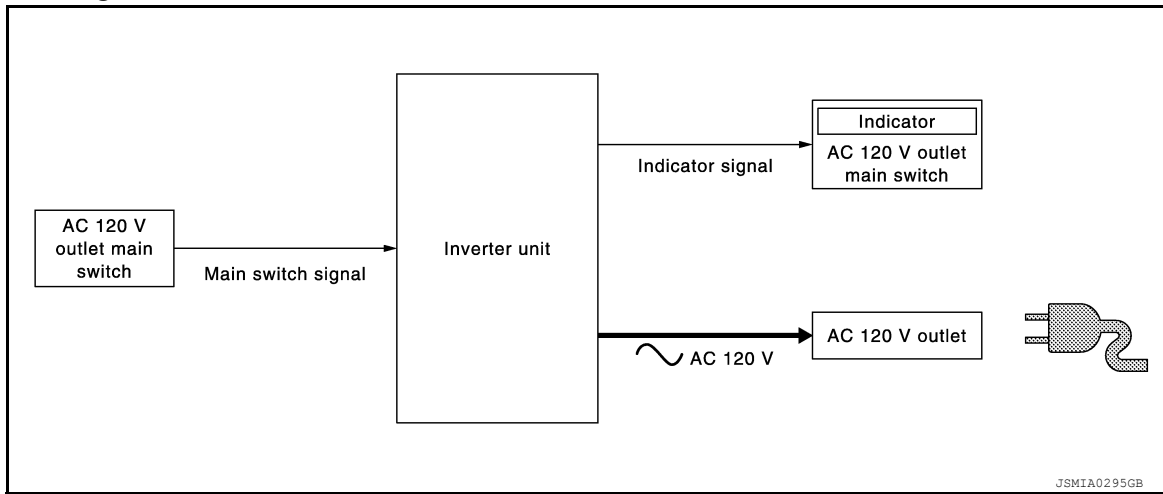 AC 120 V
outlet main
switch
Main switch signal
Inverter unit
Indicator signal
Indicator
AC 120 V outlet
main switch
AC 120 V
AC 120 V outlet
JSMIA0295GB